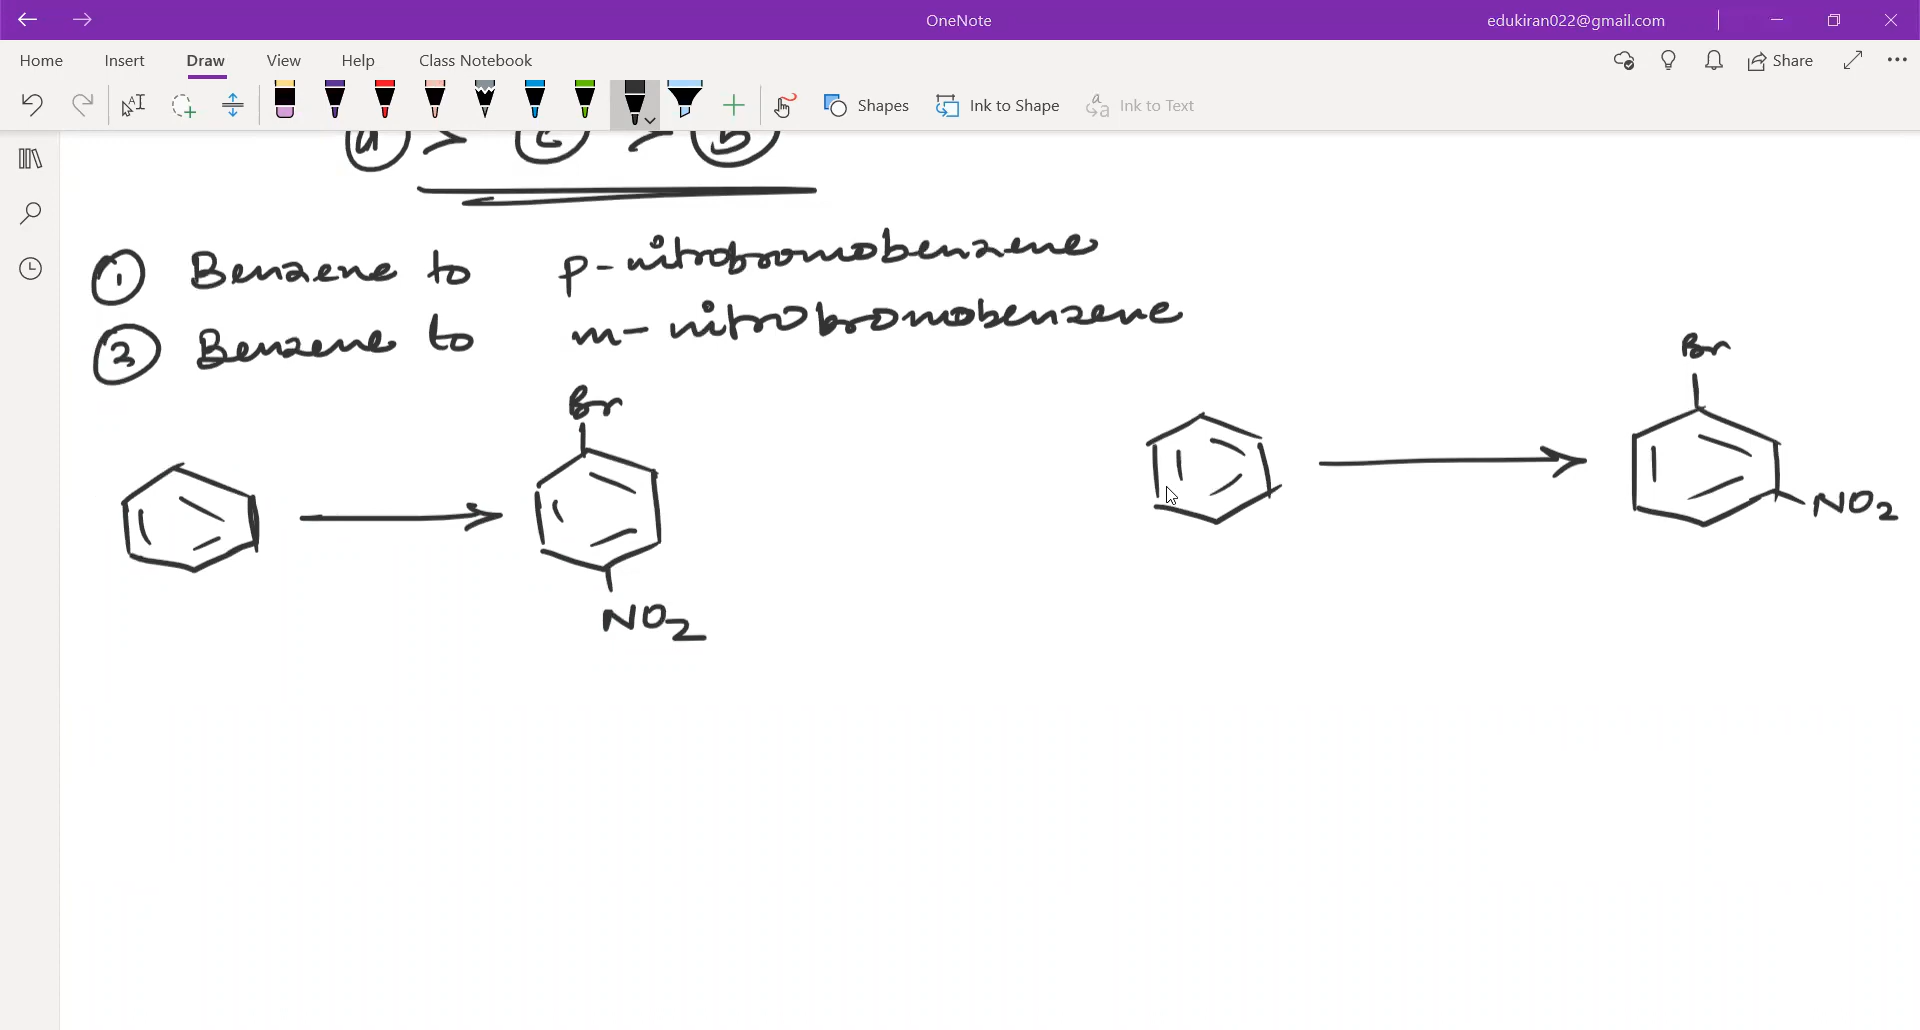 OneNote
edukiran022@gmail.com
Home Insert Draw View Help Class Notebook
Share
Shapes Ink to Shape Ink to Text
a > c > b
1 Benzene to p-nitrobromobenzene
2 Benzene to m-nitrobromobenzene
Br
NO2
Br
NO2